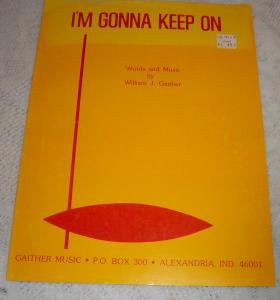 I'M GONNA KEEP ON
Words and Music
by
William J. Gaither
GAITHER MUSIC • P.O. BOX 300 • ALEXANDRIA, IND. 46001